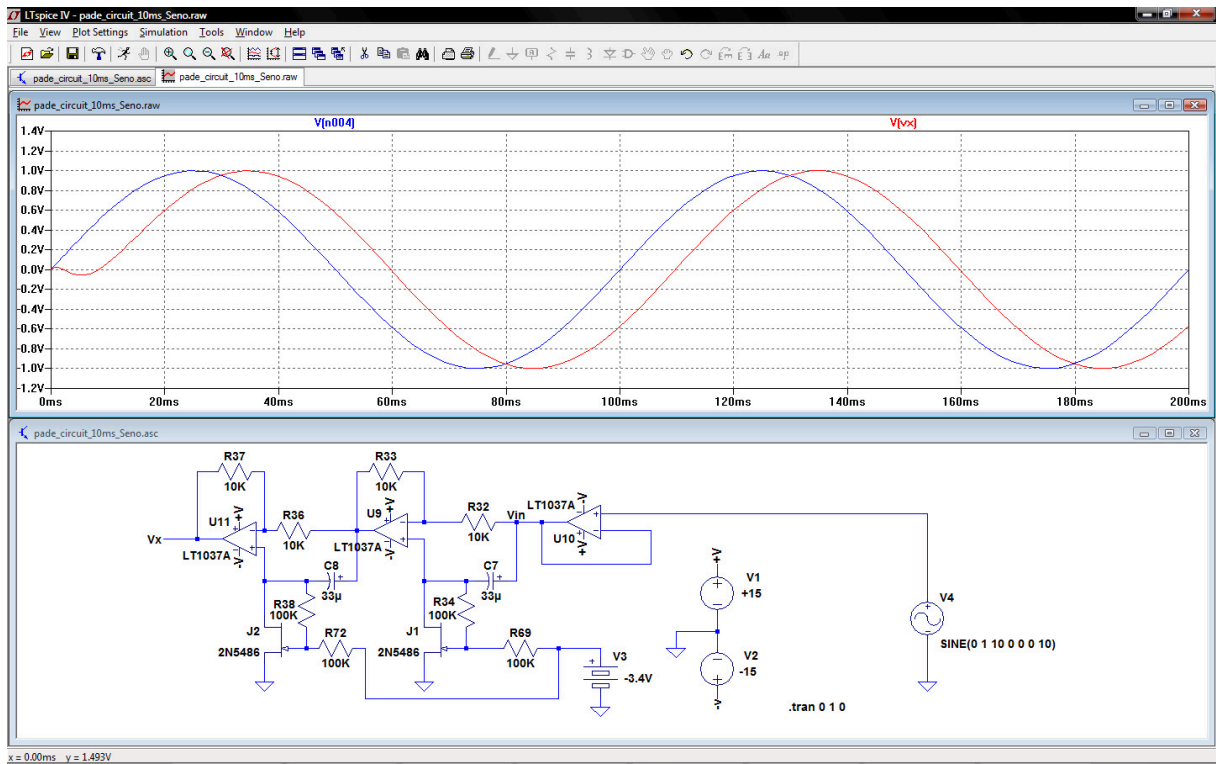 LTspice IV - pade_circuit_10ms_Seno.raw
File View Plot Settings Simulation Tools Window Help
pade_circuit_10ms_Seno.asc pade_circuit_10ms_Seno.raw
pade_circuit_10ms_Seno.raw
V(n004) V(vx)
1.4V
1.2V
1.0V
0.8V
0.6V
0.4V
0.2V
0.0V
-0.2V
-0.4V
-0.6V
-0.8V
-1.0V
-1.2V
0ms 20ms 40ms 60ms 80ms 100ms 120ms 140ms 160ms 180ms 200ms
pade_circuit_10ms_Seno.asc
R37
10K
R33
10K
U11
+V
-V
LT1037A
Vx
R36
10K
U9
+V
-V
LT1037A
R32
10K
Vin
LT1037A
-V
U10
+V
C8
33µ
C7
33µ
R38
100K
R34
100K
J2
2N5486
R72
100K
J1
2N5486
R69
100K
V3
-3.4V
+V
V1
+15
V2
-15
-V
V4
SINE(0 1 10 0 0 0 10)
.tran 0 1 0
x = 0.00ms y = 1.493V